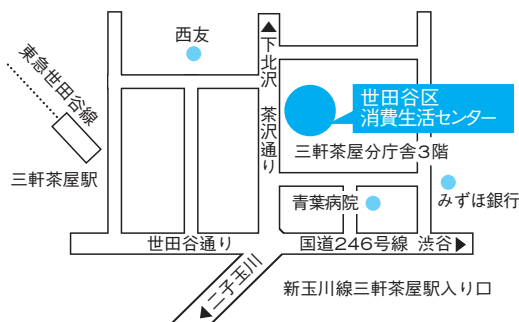 西友
▲下北沢
茶沢通り
東急世田谷線
世田谷区
消費生活センター
三軒茶屋分庁舎3階
三軒茶屋駅
青葉病院
みずほ銀行
世田谷通り
国道246号線 渋谷▶
◀二子玉川
新玉川線三軒茶屋駅入り口